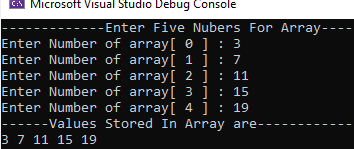 Microsoft Visual Studio Debug Console
-------------Enter Five Nubers For Array----
Enter Number of array[ 0 ] : 3
Enter Number of array[ 1 ] : 7
Enter Number of array[ 2 ] : 11
Enter Number of array[ 3 ] : 15
Enter Number of array[ 4 ] : 19
------Values Stored In Array are------------
3 7 11 15 19